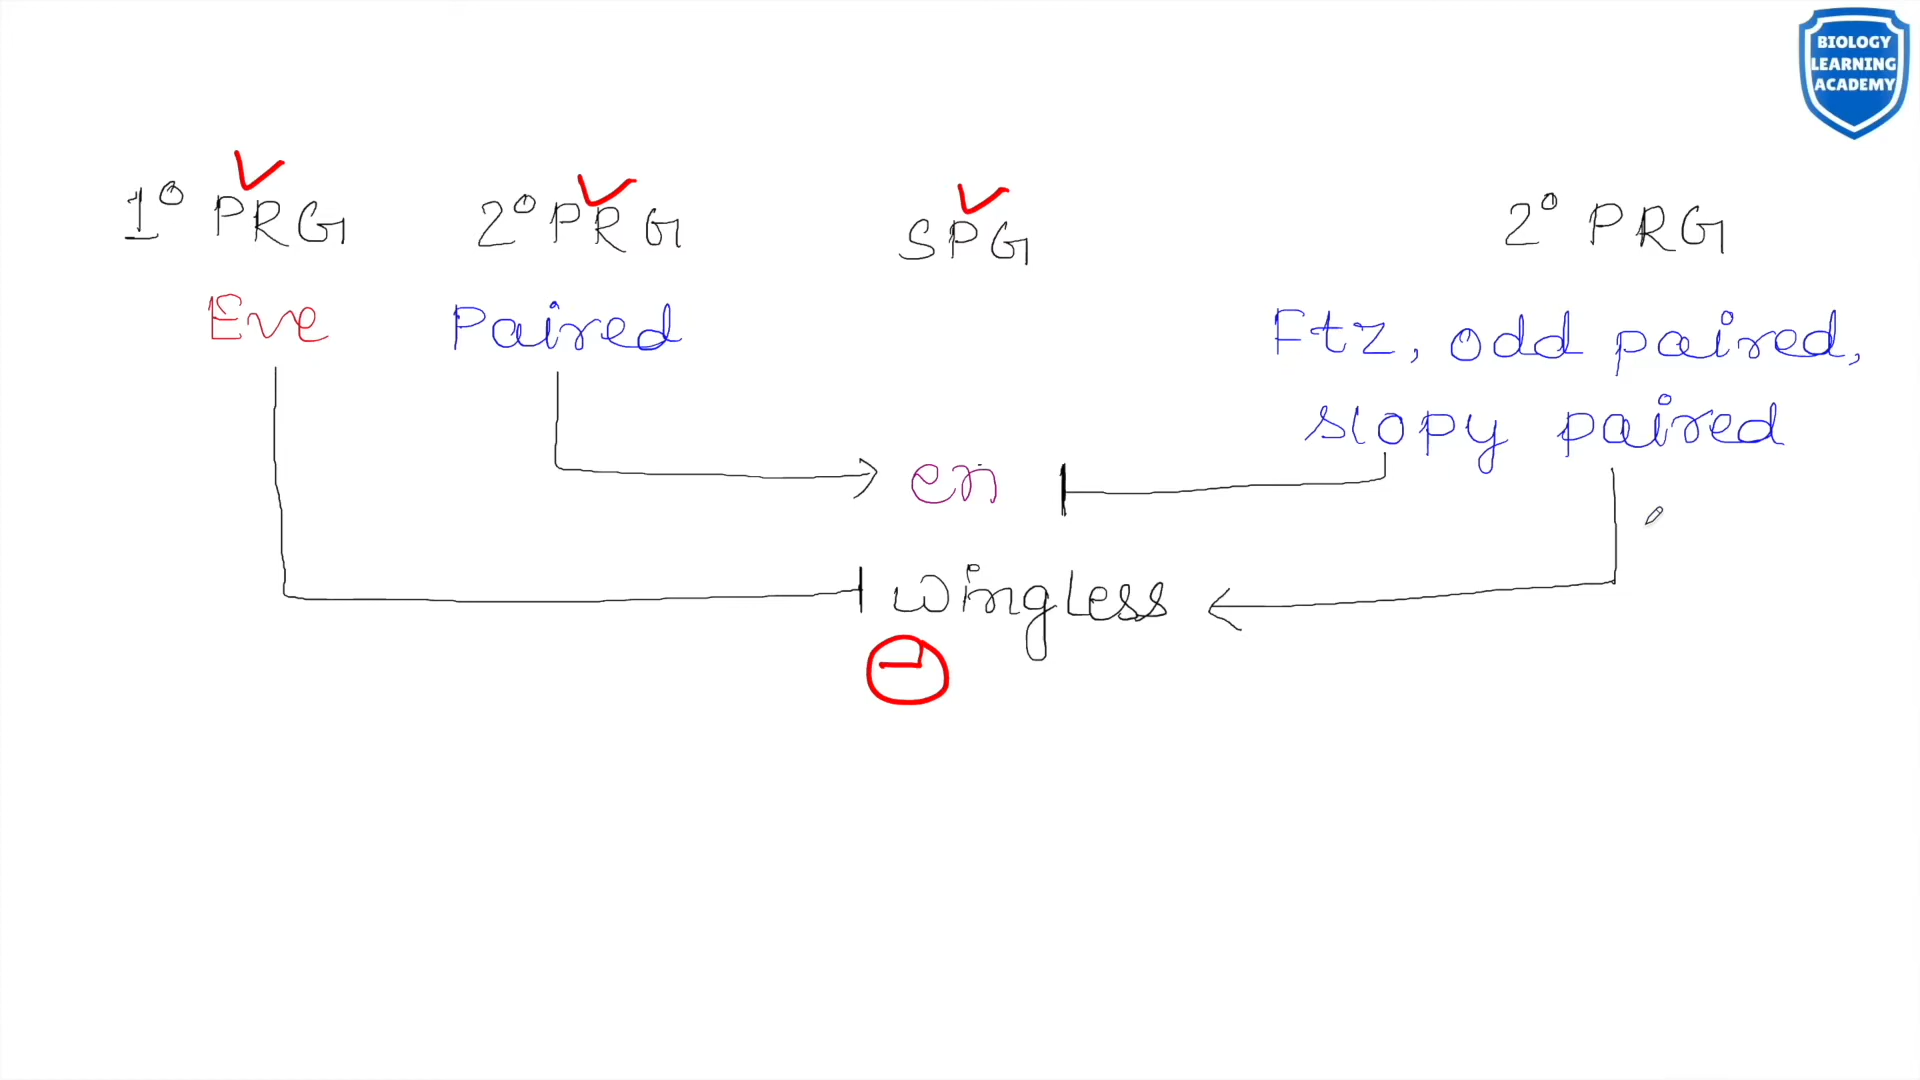 BIOLOGY
LEARNING
ACADEMY
1° PRG 2° PRG SPG 2° PRG
Eve Paired Ftz, odd paired,
slopy paired
en
wingless